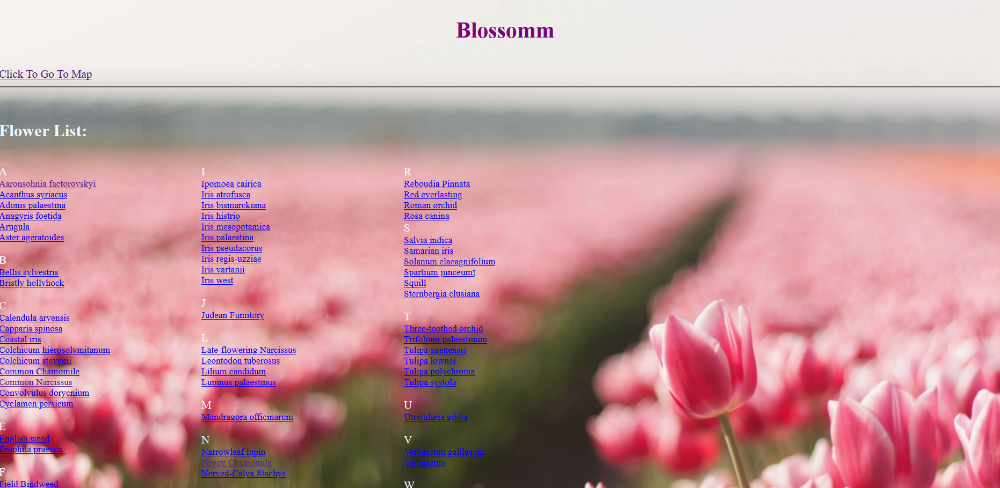 Blossomm
Click To Go To Map
Flower List:
A
Aaronsohnia factorovskyi
Acanthus syriacus
Adonis palaestina
Anagyris foetida
Arugula
Aster ageratoides
B
Bellis sylvestris
Bristly hollyhock
C
Calendula arvensis
Capparis spinosa
Coastal iris
Colchicum hierosolymitanum
Colchicum stevenii
Common Chamomile
Common Narcissus
Convolvulus dorycnium
Cyclamen persicum
E
English weed
Erophila praecox
F
Field Bindweed
I
Ipomoea cairica
Iris atrofusca
Iris bismarckiana
Iris histrio
Iris mesopotamica
Iris palaestina
Iris pseudacorus
Iris regis-uzziae
Iris vartanii
Iris west
J
Judean Fumitory
L
Late-flowering Narcissus
Leontodon tuberosus
Lilium candidum
Lupinus palaestinus
M
Mandragora officinarum
N
Narrowleaf lupin
Negev Chamomile
Nerved-Calyx Stachys
R
Reboudia Pinnata
Red everlasting
Roman orchid
Rosa canina
S
Salvia indica
Samarian iris
Solanum elaeagnifolium
Spartium junceumי
Squill
Sternbergia clusiana
T
Three-toothed orchid
Trifolium palaestinum
Tulipa agenensis
Tulipa lownei
Tulipa polychroma
Tulipa systola
U
Utricularia gibba
V
Verbascum galilaeum
Verbascum
W